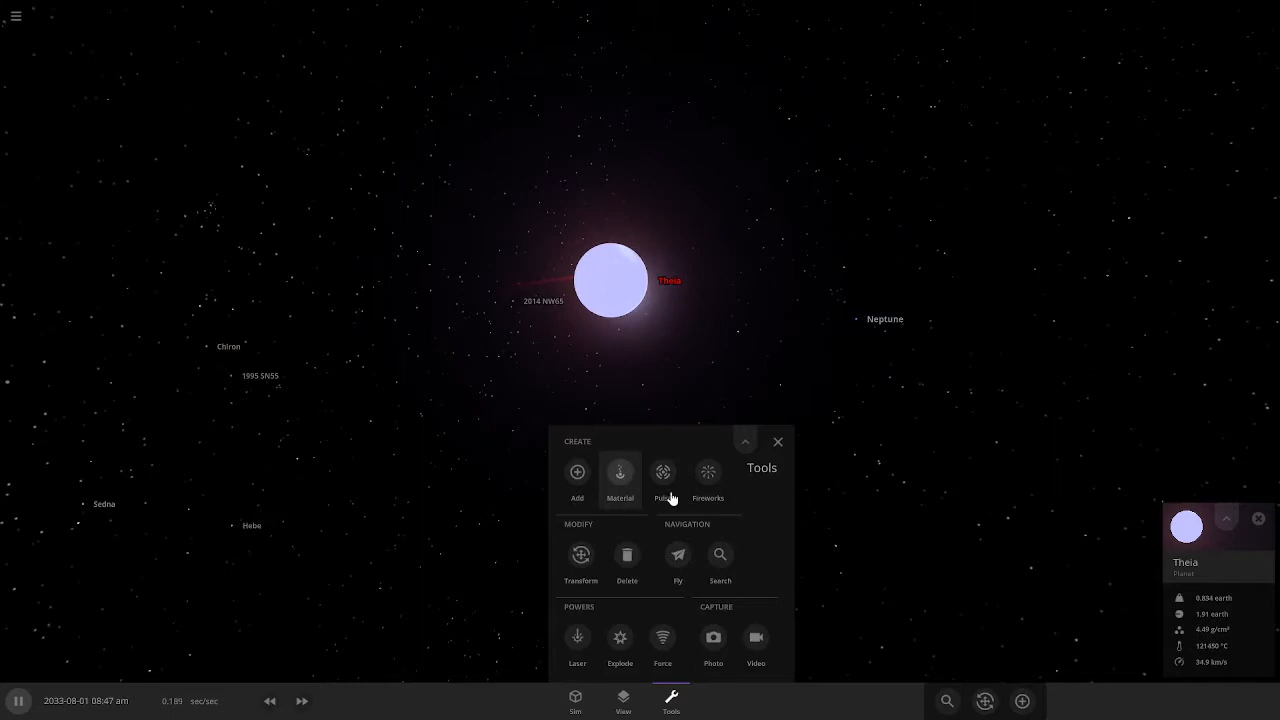 Theia
2014 NW65
Neptune
Chiron
1995 SN55
Sedna
Hebe
CREATE
Tools
Add
Material
Fireworks
MODIFY
NAVIGATION
Transform
Delete
Fly
Search
POWERS
CAPTURE
Laser
Explode
Force
Photo
Video
Theia
Planet
0.834 earth
1.91 earth
4.49 g/cm³
121450 °C
34.9 km/s
2033-08-01 08:47 am
0.189 sec/sec
Sim
View
Tools